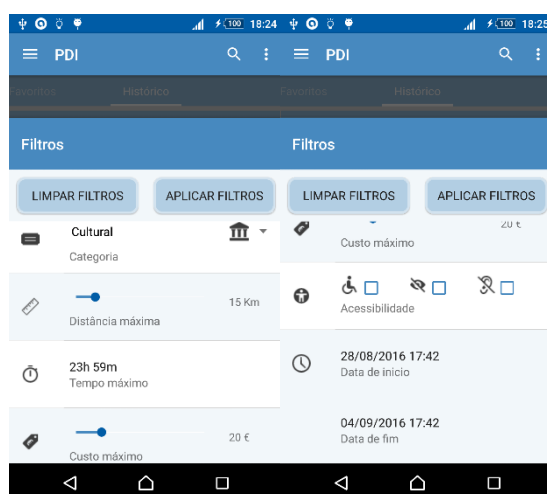 100 18:24
PDI
Favoritos Histórico
Filtros
LIMPAR FILTROS APLICAR FILTROS
Cultural
Categoria
15 Km
Distância máxima
23h 59m
Tempo máximo
20 €
Custo máximo
100 18:25
PDI
Favoritos Histórico
Filtros
LIMPAR FILTROS APLICAR FILTROS
20 €
Custo máximo
Acessibilidade
28/08/2016 17:42
Data de inicio
04/09/2016 17:42
Data de fim